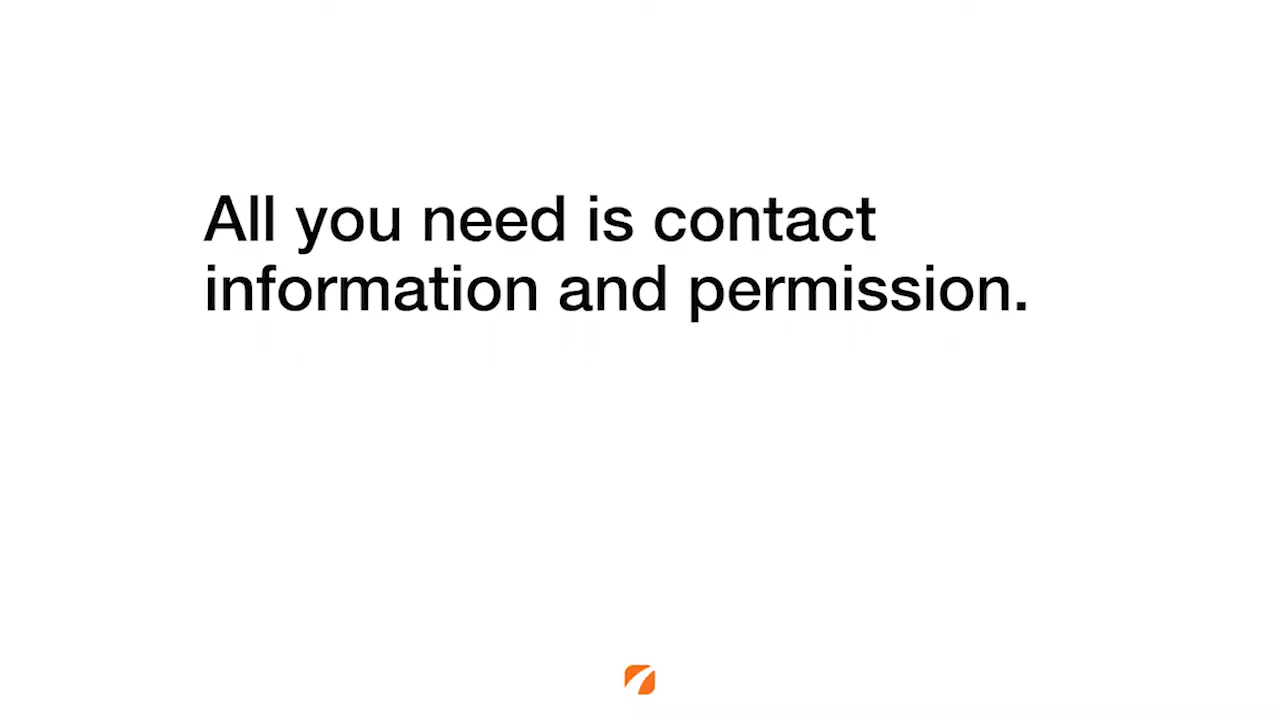 All you need is contact
information and permission.